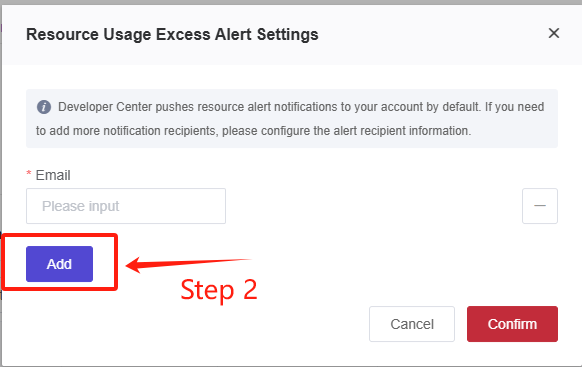 Resource Usage Excess Alert Settings
Developer Center pushes resource alert notifications to your account by default. If you need
to add more notification recipients, please configure the alert recipient information.
* Email
Please input
Add
Step 2
Cancel
Confirm